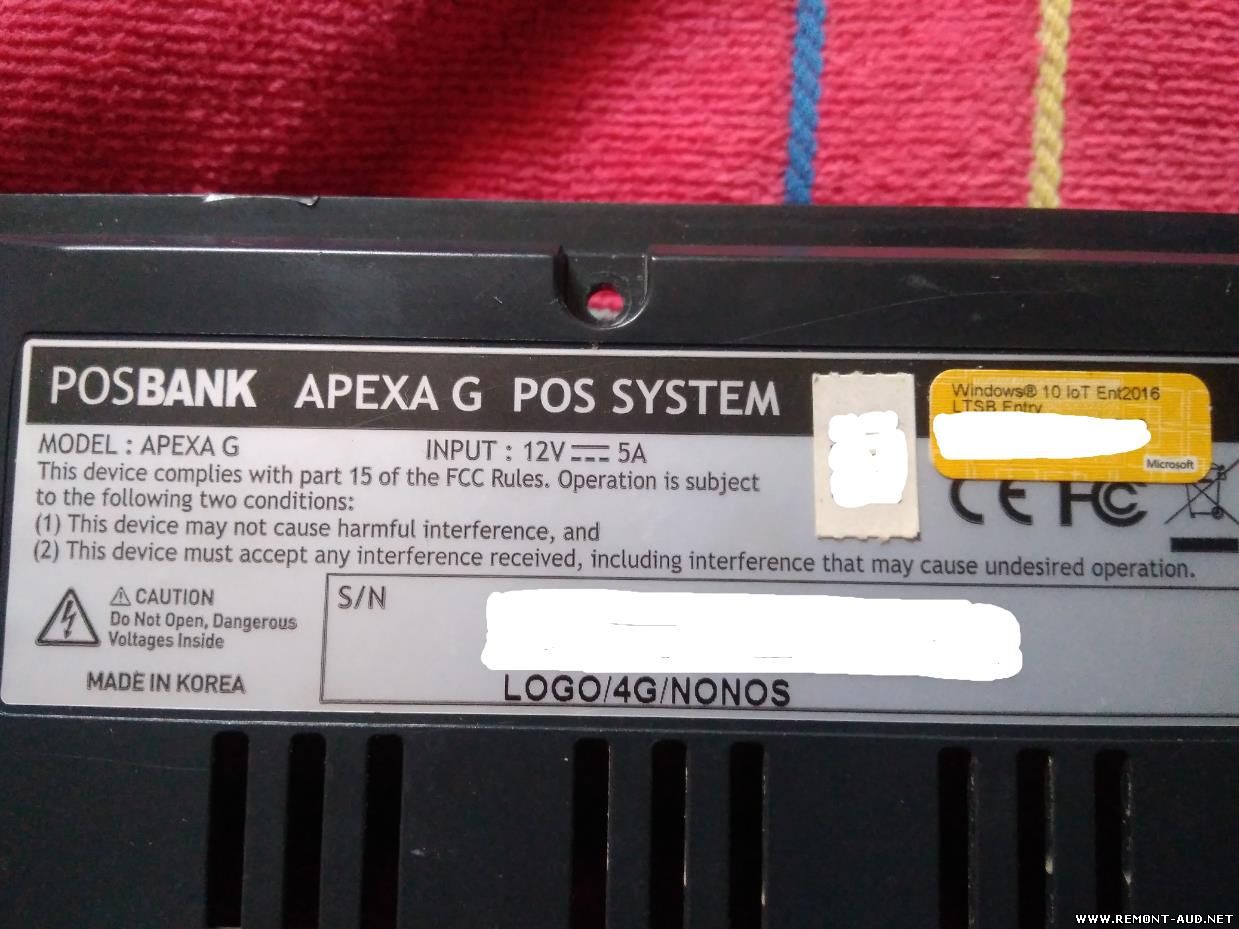 POSBANK APEXA G POS SYSTEM
MODEL : APEXA G
INPUT : 12V 5A
This device complies with part 15 of the FCC Rules. Operation is subject
to the following two conditions:
(1) This device may not cause harmful interference, and
(2) This device must accept any interference received, including interference that may cause undesired operation.
Windows® 10 IoT Ent2016
LTSB Entry
Microsoft
CE FC
CAUTION
Do Not Open, Dangerous
Voltages Inside
MADE IN KOREA
S/N
LOGO/4G/NONOS
WWW.REMONT-AUD.NET